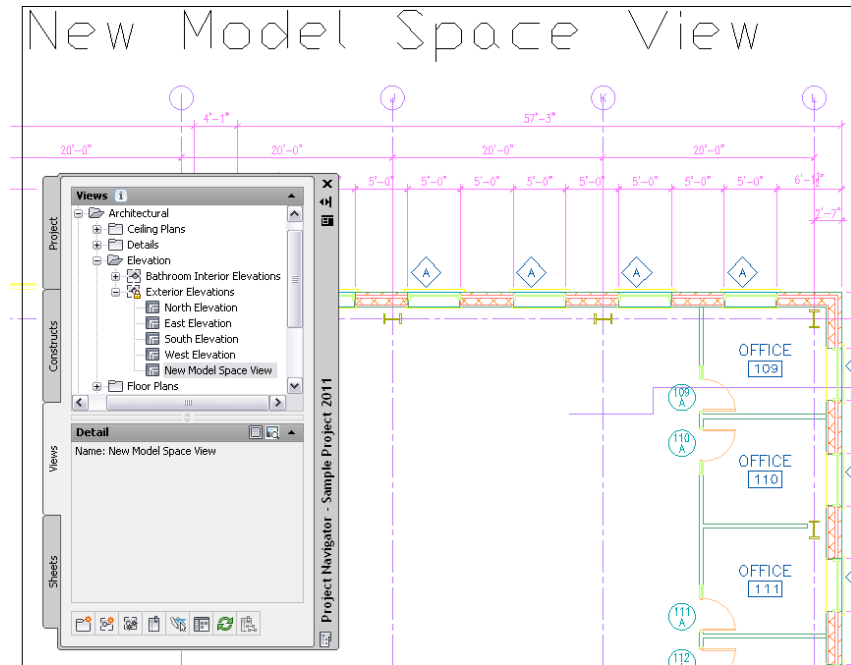 New Model Space View
J
K
L
4'-1"
57'-3"
20'-0"
20'-0"
20'-0"
20'-0"
5'-0"
5'-0"
5'-0"
5'-0"
5'-0"
5'-0"
5'-0"
5'-0"
2'-7"
A
A
A
A
Project
Constructs
Views
Sheets
Views
Architectural
Ceiling Plans
Details
Elevation
Bathroom Interior Elevations
Exterior Elevations
North Elevation
East Elevation
South Elevation
West Elevation
New Model Space View
Floor Plans
Detail
Name: New Model Space View
Project Navigator - Sample Project 2011
OFFICE
109
109
A
110
A
OFFICE
110
OFFICE
111
111
A
112